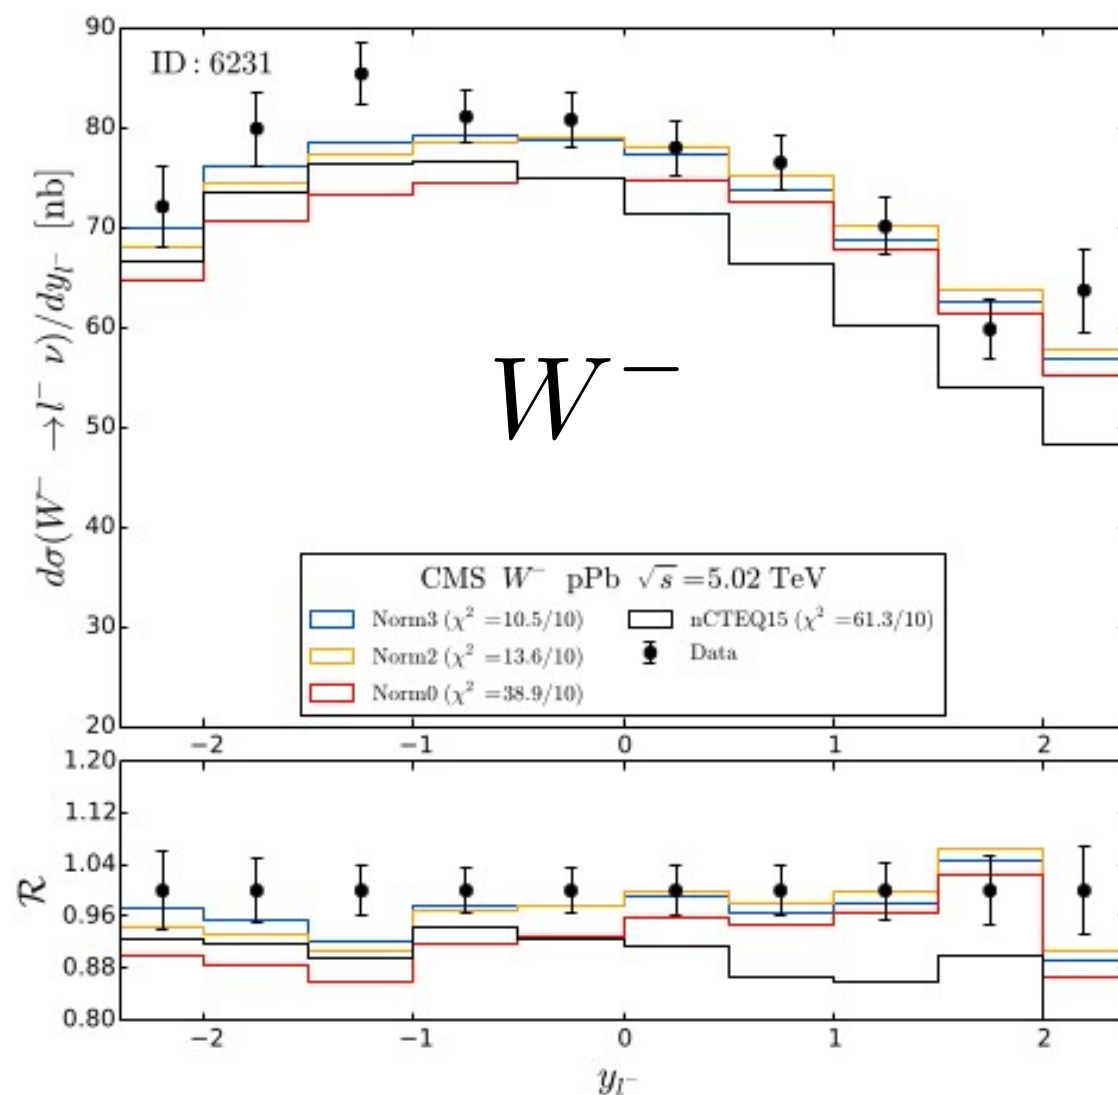 90
ID : 6231
80
70
60
50
40
30
20
dσ(W⁻ →l⁻ ν)/dy_{l⁻} [nb]
W⁻
CMS W⁻ pPb √s =5.02 TeV
Norm3 (χ² =10.5/10)
Norm2 (χ² =13.6/10)
Norm0 (χ² =38.9/10)
nCTEQ15 (χ² =61.3/10)
Data
−2 −1 0 1 2
1.20
1.12
1.04
0.96
0.88
0.80
R
−2 −1 0 1 2
y_{l⁻}